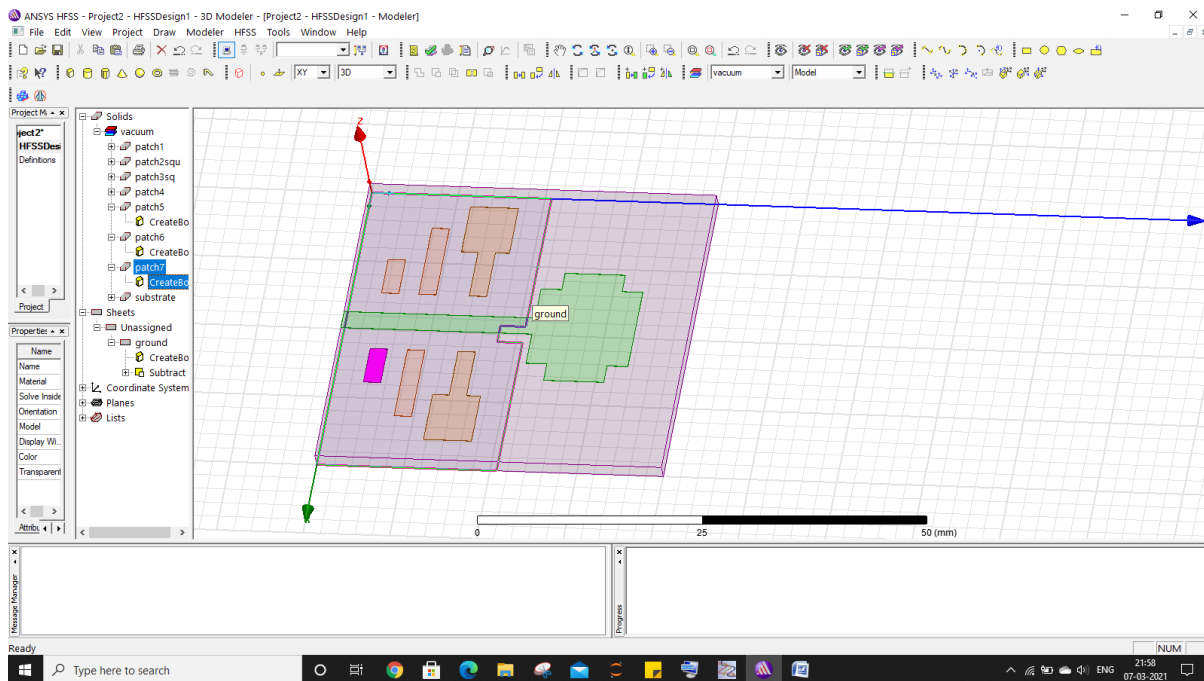 ANSYS HFSS - Project2 - HFSSDesign1 - 3D Modeler - [Project2 - HFSSDesign1 - Modeler]
File Edit View Project Draw Modeler HFSS Tools Window Help
XY 3D vacuum Model
Project M
ject2*
HFSSDes
Definitions
Project
Solids
vacuum
patch1
patch2squ
patch3sq
patch4
patch5
CreateBo
patch6
CreateBo
patch7
CreateBo
substrate
Sheets
Unassigned
ground
CreateBo
Subtract
Coordinate System
Planes
Lists
Properties
Name
Name
Material
Solve Inside
Orientation
Model
Display Wi..
Color
Transparent
Attribu
Z
ground
0 25 50 (mm)
Message Manager
Progress
Ready
NUM
Type here to search
ENG
21:58
07-03-2021